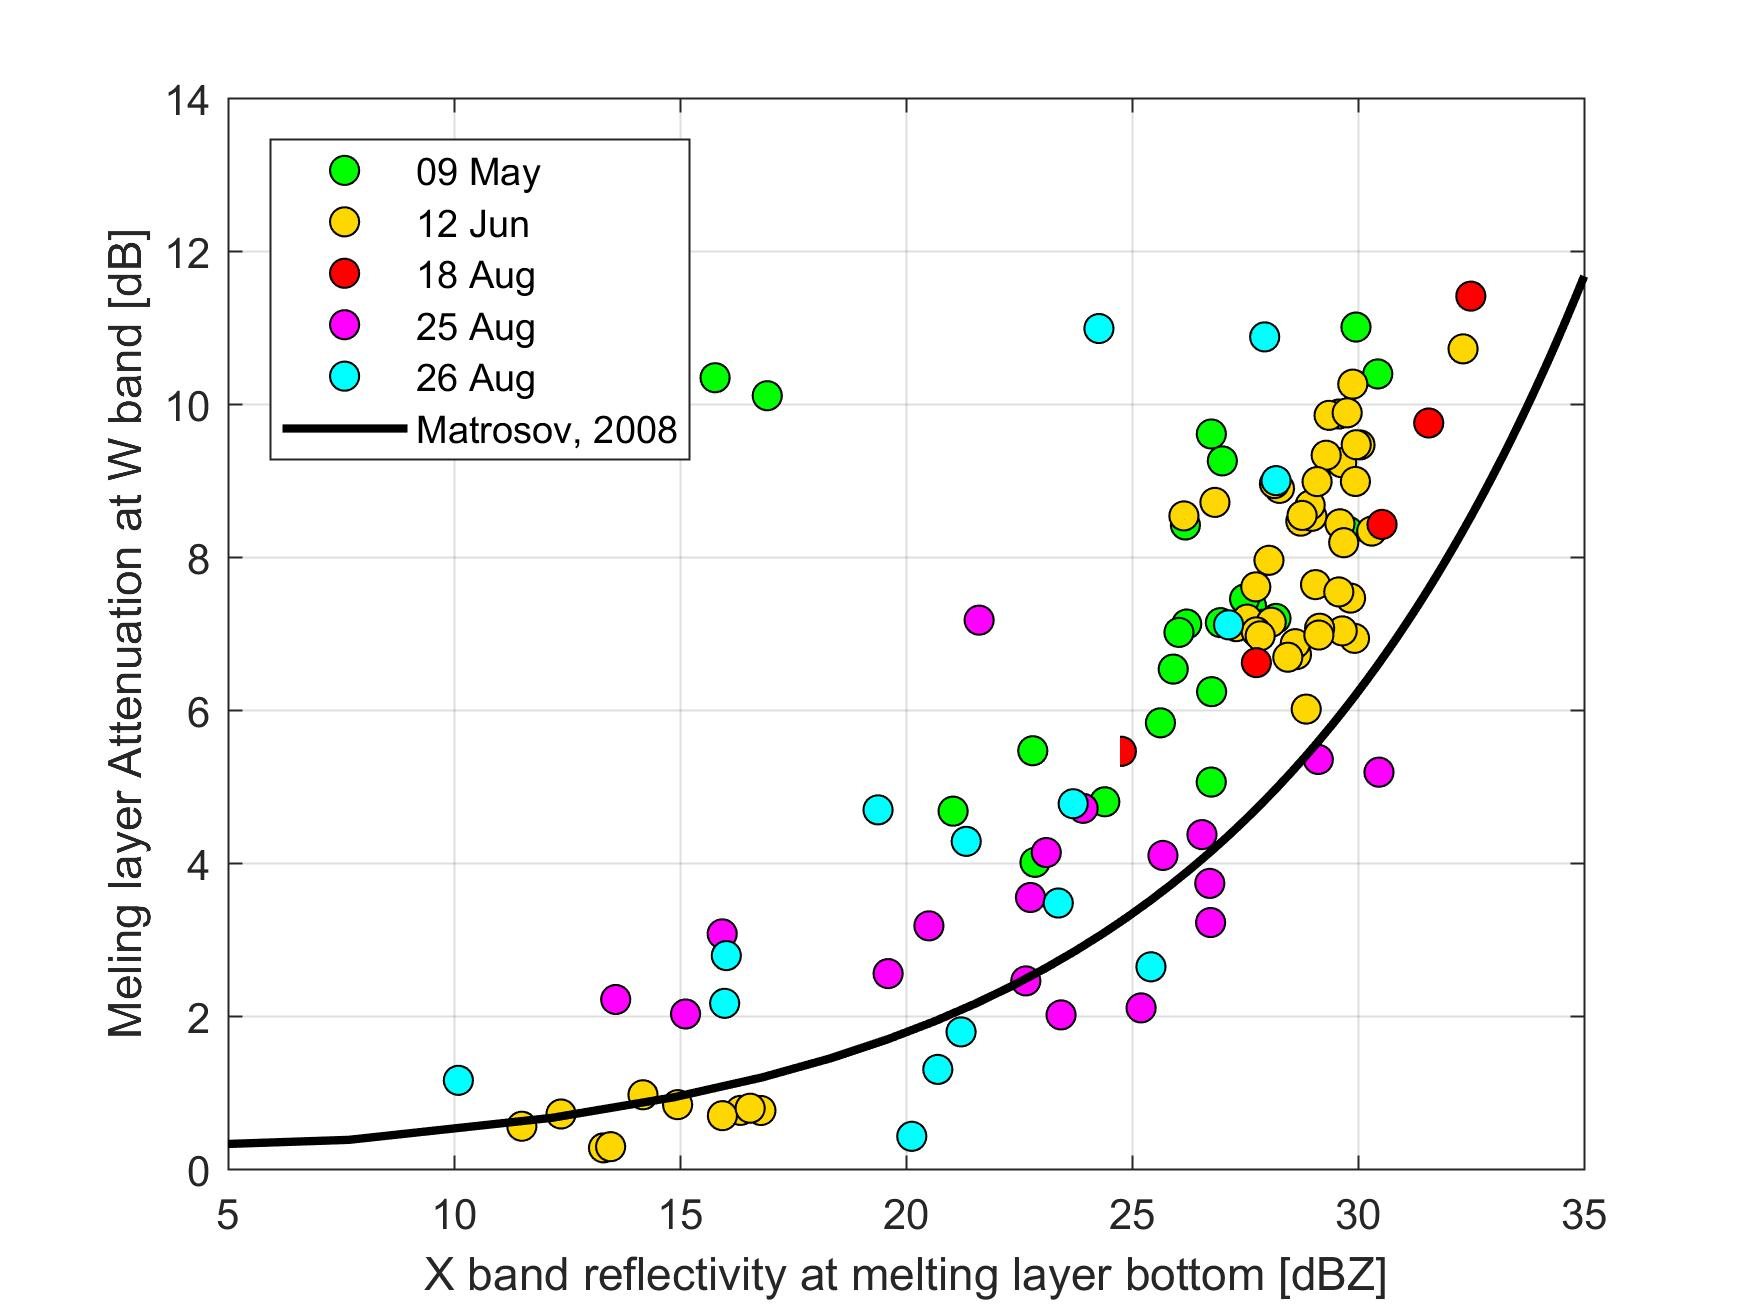 14
12
10
8
6
4
2
0
5
10
15
20
25
30
35
09 May
12 Jun
18 Aug
25 Aug
26 Aug
Matrosov, 2008
Meling layer Attenuation at W band [dB]
X band reflectivity at melting layer bottom [dBZ]